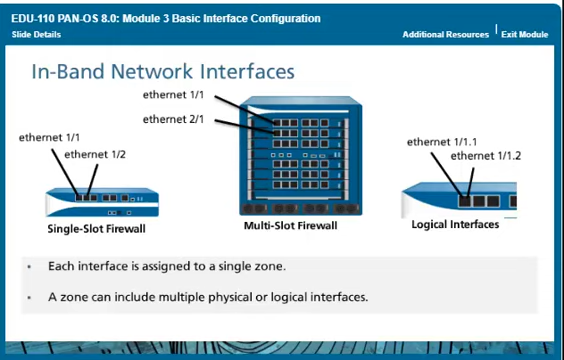 EDU-110 PAN-OS 8.0: Module 3 Basic Interface Configuration
Slide Details
Additional Resources
Exit Module
In-Band Network Interfaces
ethernet 1/1
ethernet 2/1
ethernet 1/1
ethernet 1/2
ethernet 1/1.1
ethernet 1/1.2
Single-Slot Firewall
Multi-Slot Firewall
Logical Interfaces
• Each interface is assigned to a single zone.
• A zone can include multiple physical or logical interfaces.